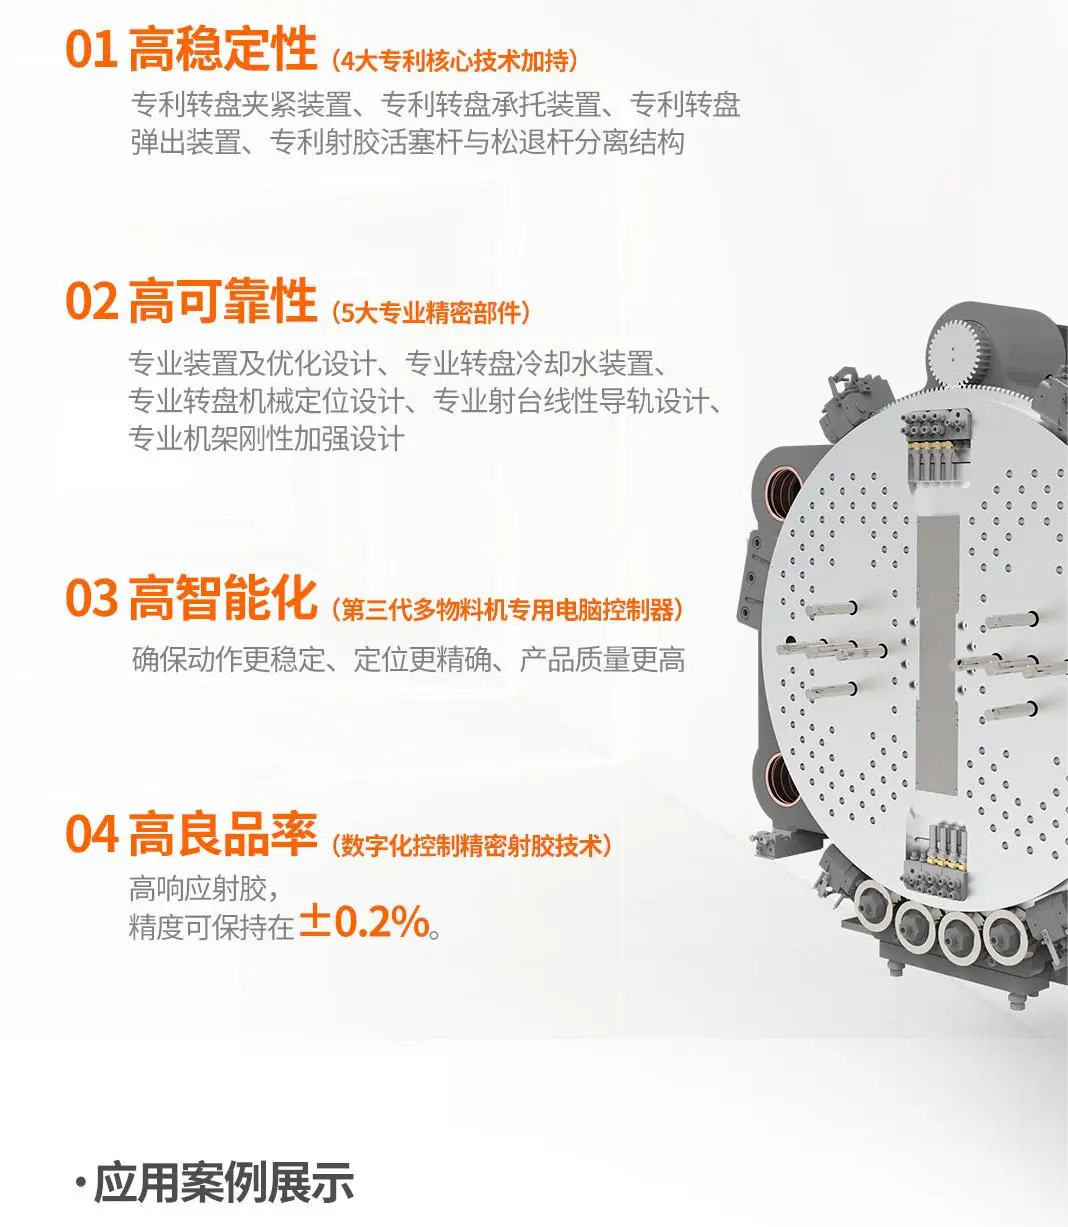 01 高稳定性（4大专利核心技术加持）
专利转盘夹紧装置、专利转盘承托装置、专利转盘
弹出装置、专利射胶活塞杆与松退杆分离结构
02 高可靠性（5大专业精密部件）
专业装置及优化设计、专业转盘冷却水装置、
专业转盘机械定位设计、专业射台线性导轨设计、
专业机架刚性加强设计
03 高智能化（第三代多物料机专用电脑控制器）
确保动作更稳定、定位更精确、产品质量更高
04 高良品率（数字化控制精密射胶技术）
高响应射胶，
精度可保持在±0.2%。
·应用案例展示